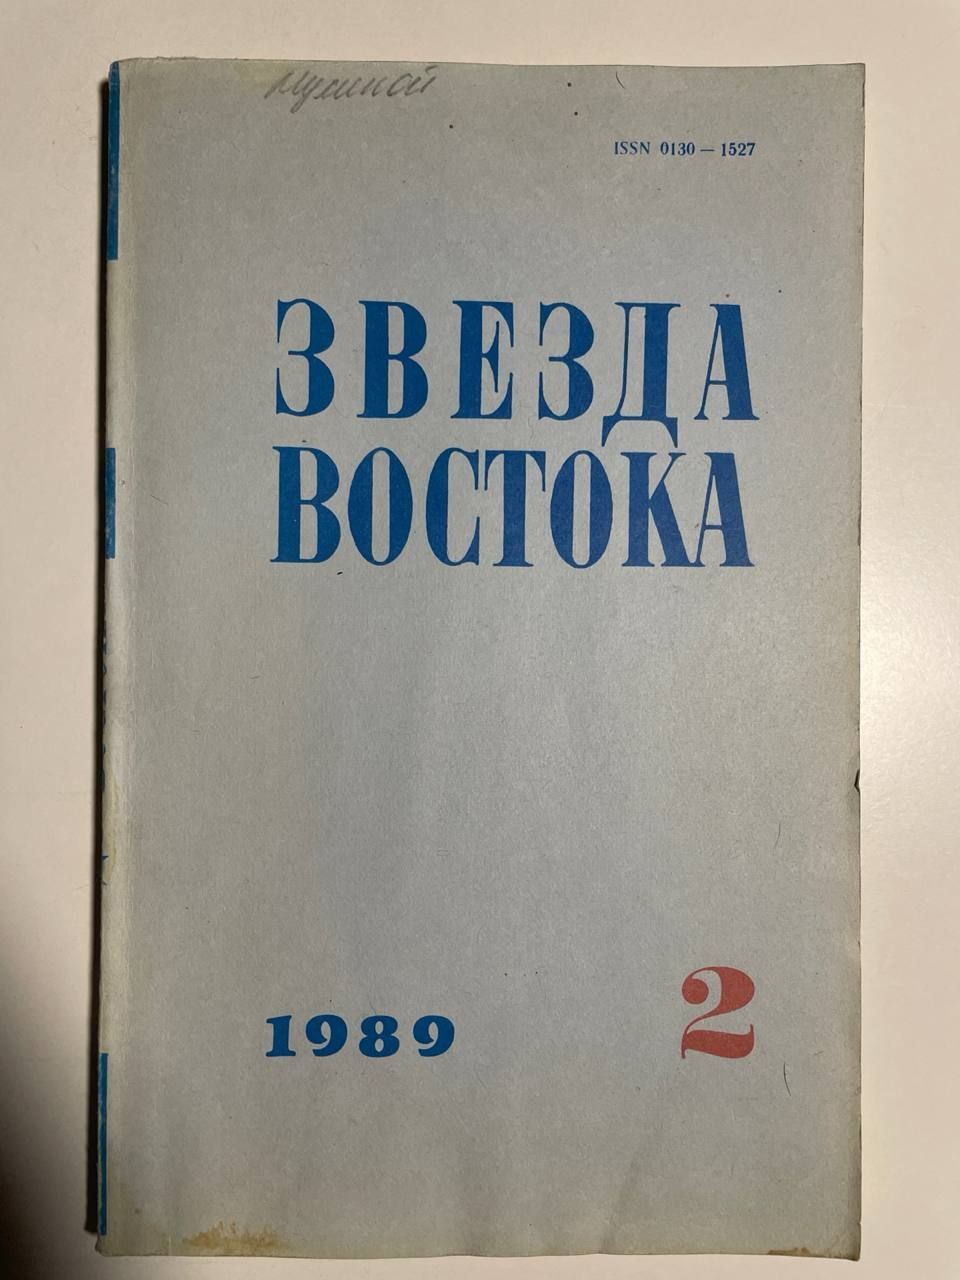 ISSN 0130 — 1527
ЗВЕЗДА
ВОСТОКА
1989
2